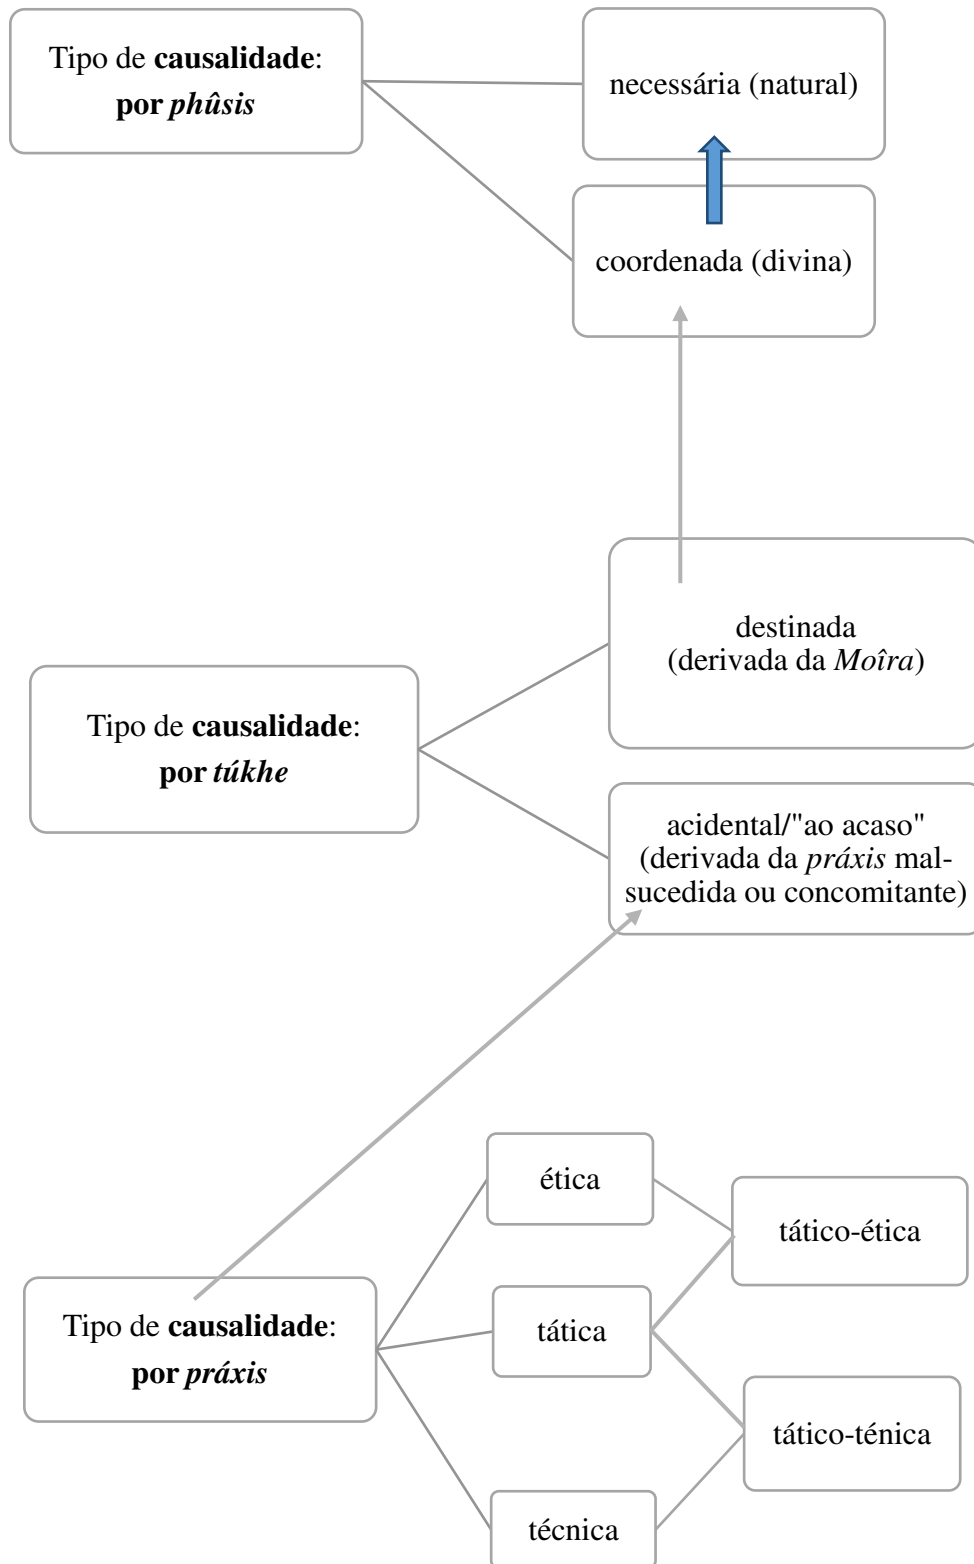 Tipo de causalidade:
por phûsis
necessária (natural)
coordenada (divina)
destinada
(derivada da Moîra)
Tipo de causalidade:
por túkhe
acidental/"ao acaso"
(derivada da práxis mal-
sucedida ou concomitante)
ética
tático-ética
Tipo de causalidade:
por práxis
tática
tático-ténica
técnica